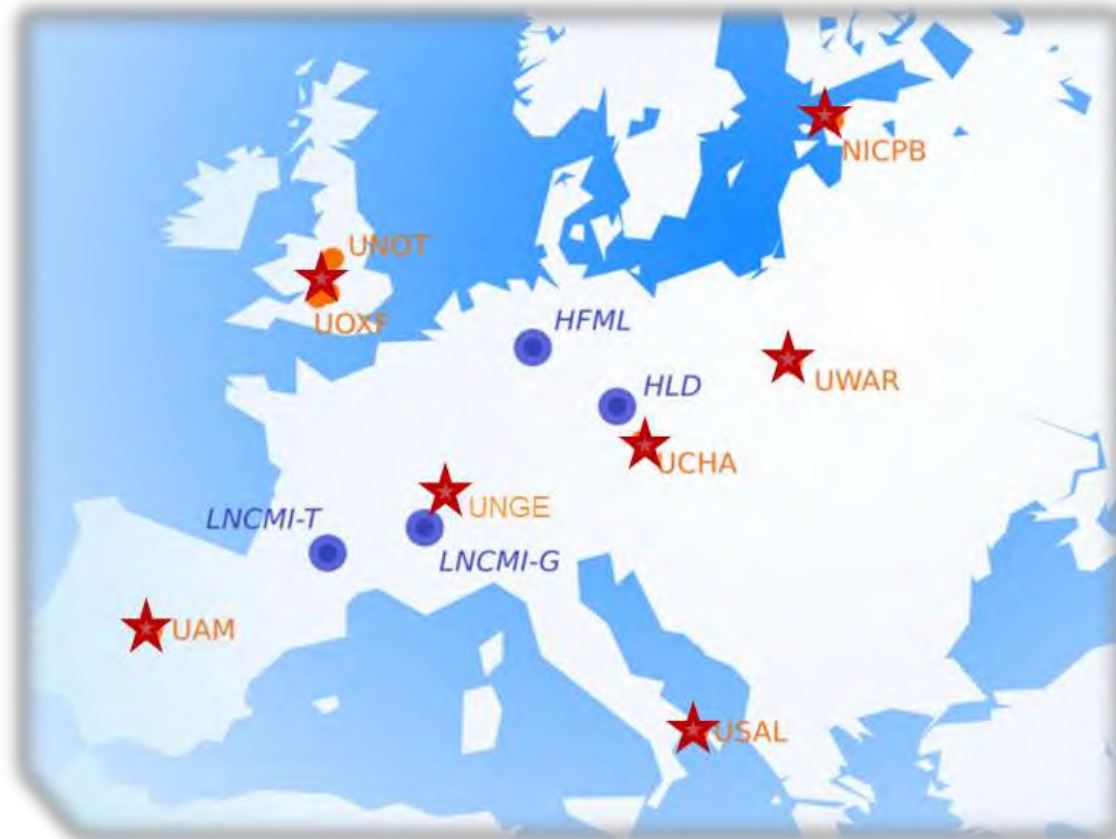 NICPB
UNOT
UOXF
HFML
UWAR
HLD
UCHA
UNGE
LNCMI-T
LNCMI-G
UAM
USAL